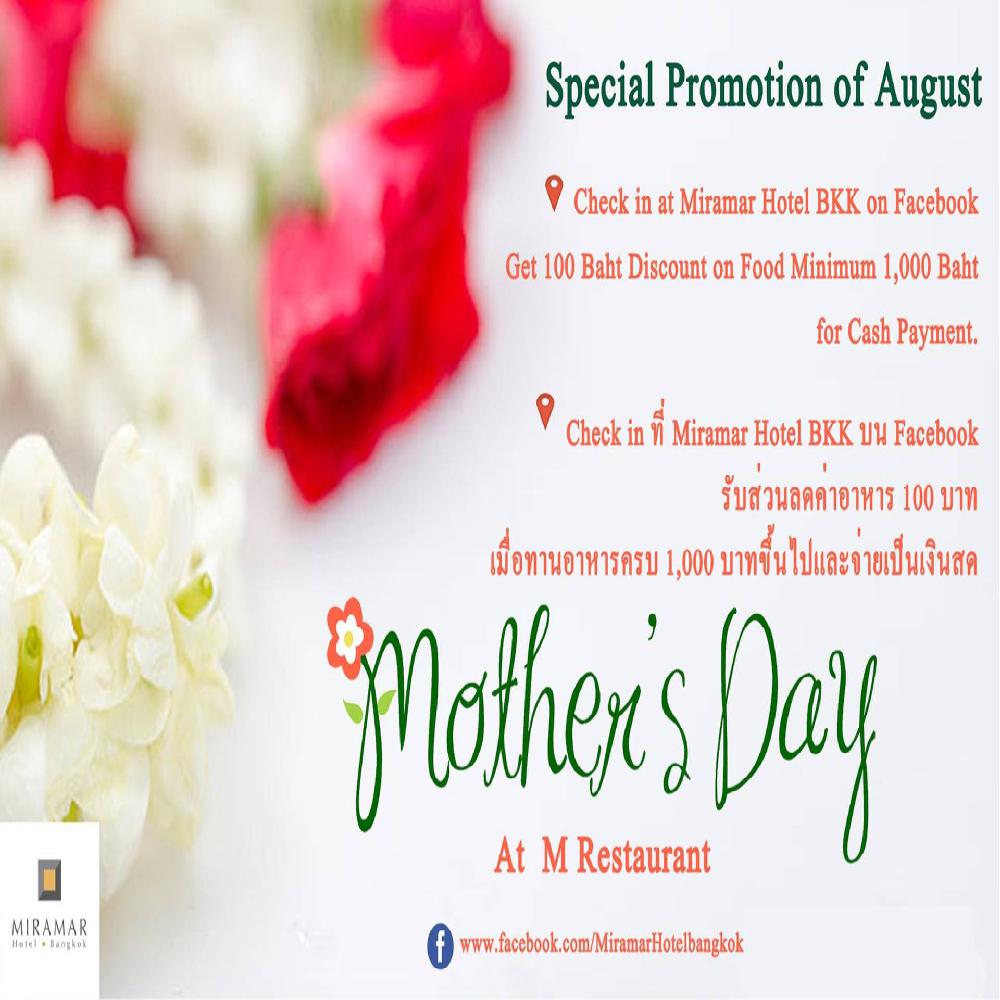 Special Promotion of August
Check in at Miramar Hotel BKK on Facebook
Get 100 Baht Discount on Food Minimum 1,000 Baht
for Cash Payment.
Check in ที่ Miramar Hotel BKK บน Facebook
รับส่วนลดค่าอาหาร 100 บาท
เมื่อทานอาหารครบ 1,000 บาทขึ้นไปและจ่ายเป็นเงินสด
Mother's Day
At M Restaurant
MIRAMAR
Hotel • Bangkok
f www.facebook.com/MiramarHotelbangkok